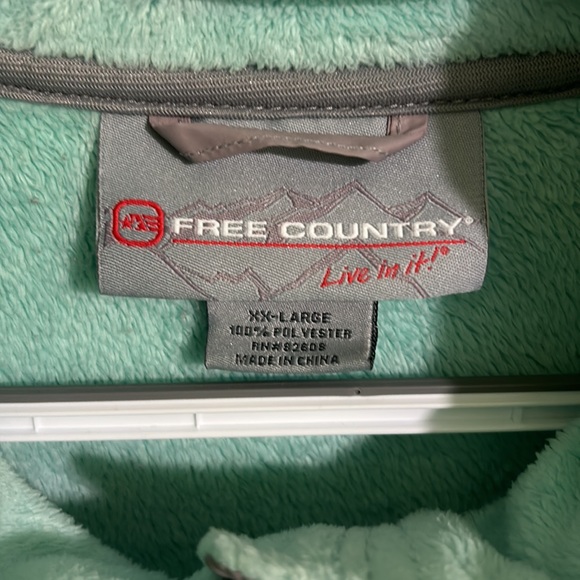 FREE COUNTRY®
Live in it!®
XX-LARGE
100% POLYESTER
RN#82608
MADE IN CHINA